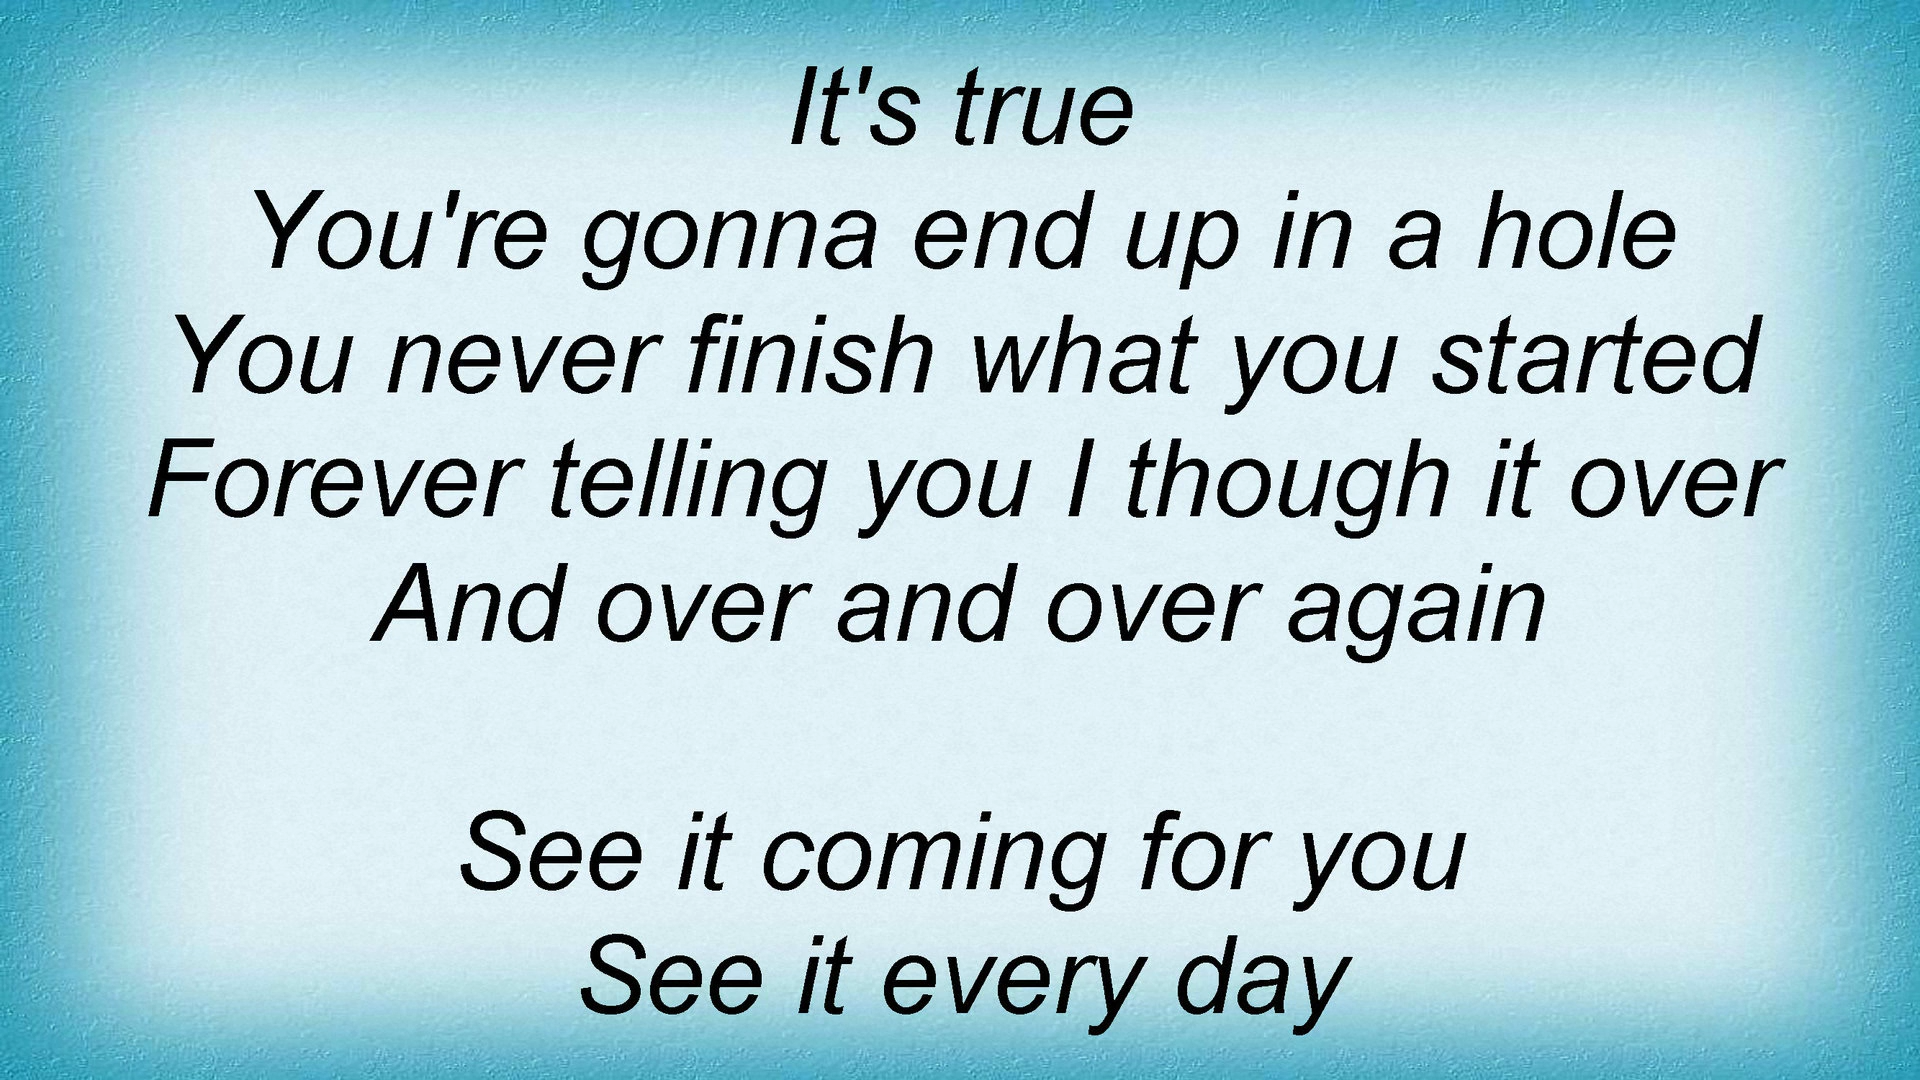 It's true
You're gonna end up in a hole
You never finish what you started
Forever telling you I though it over
And over and over again
See it coming for you
See it every day